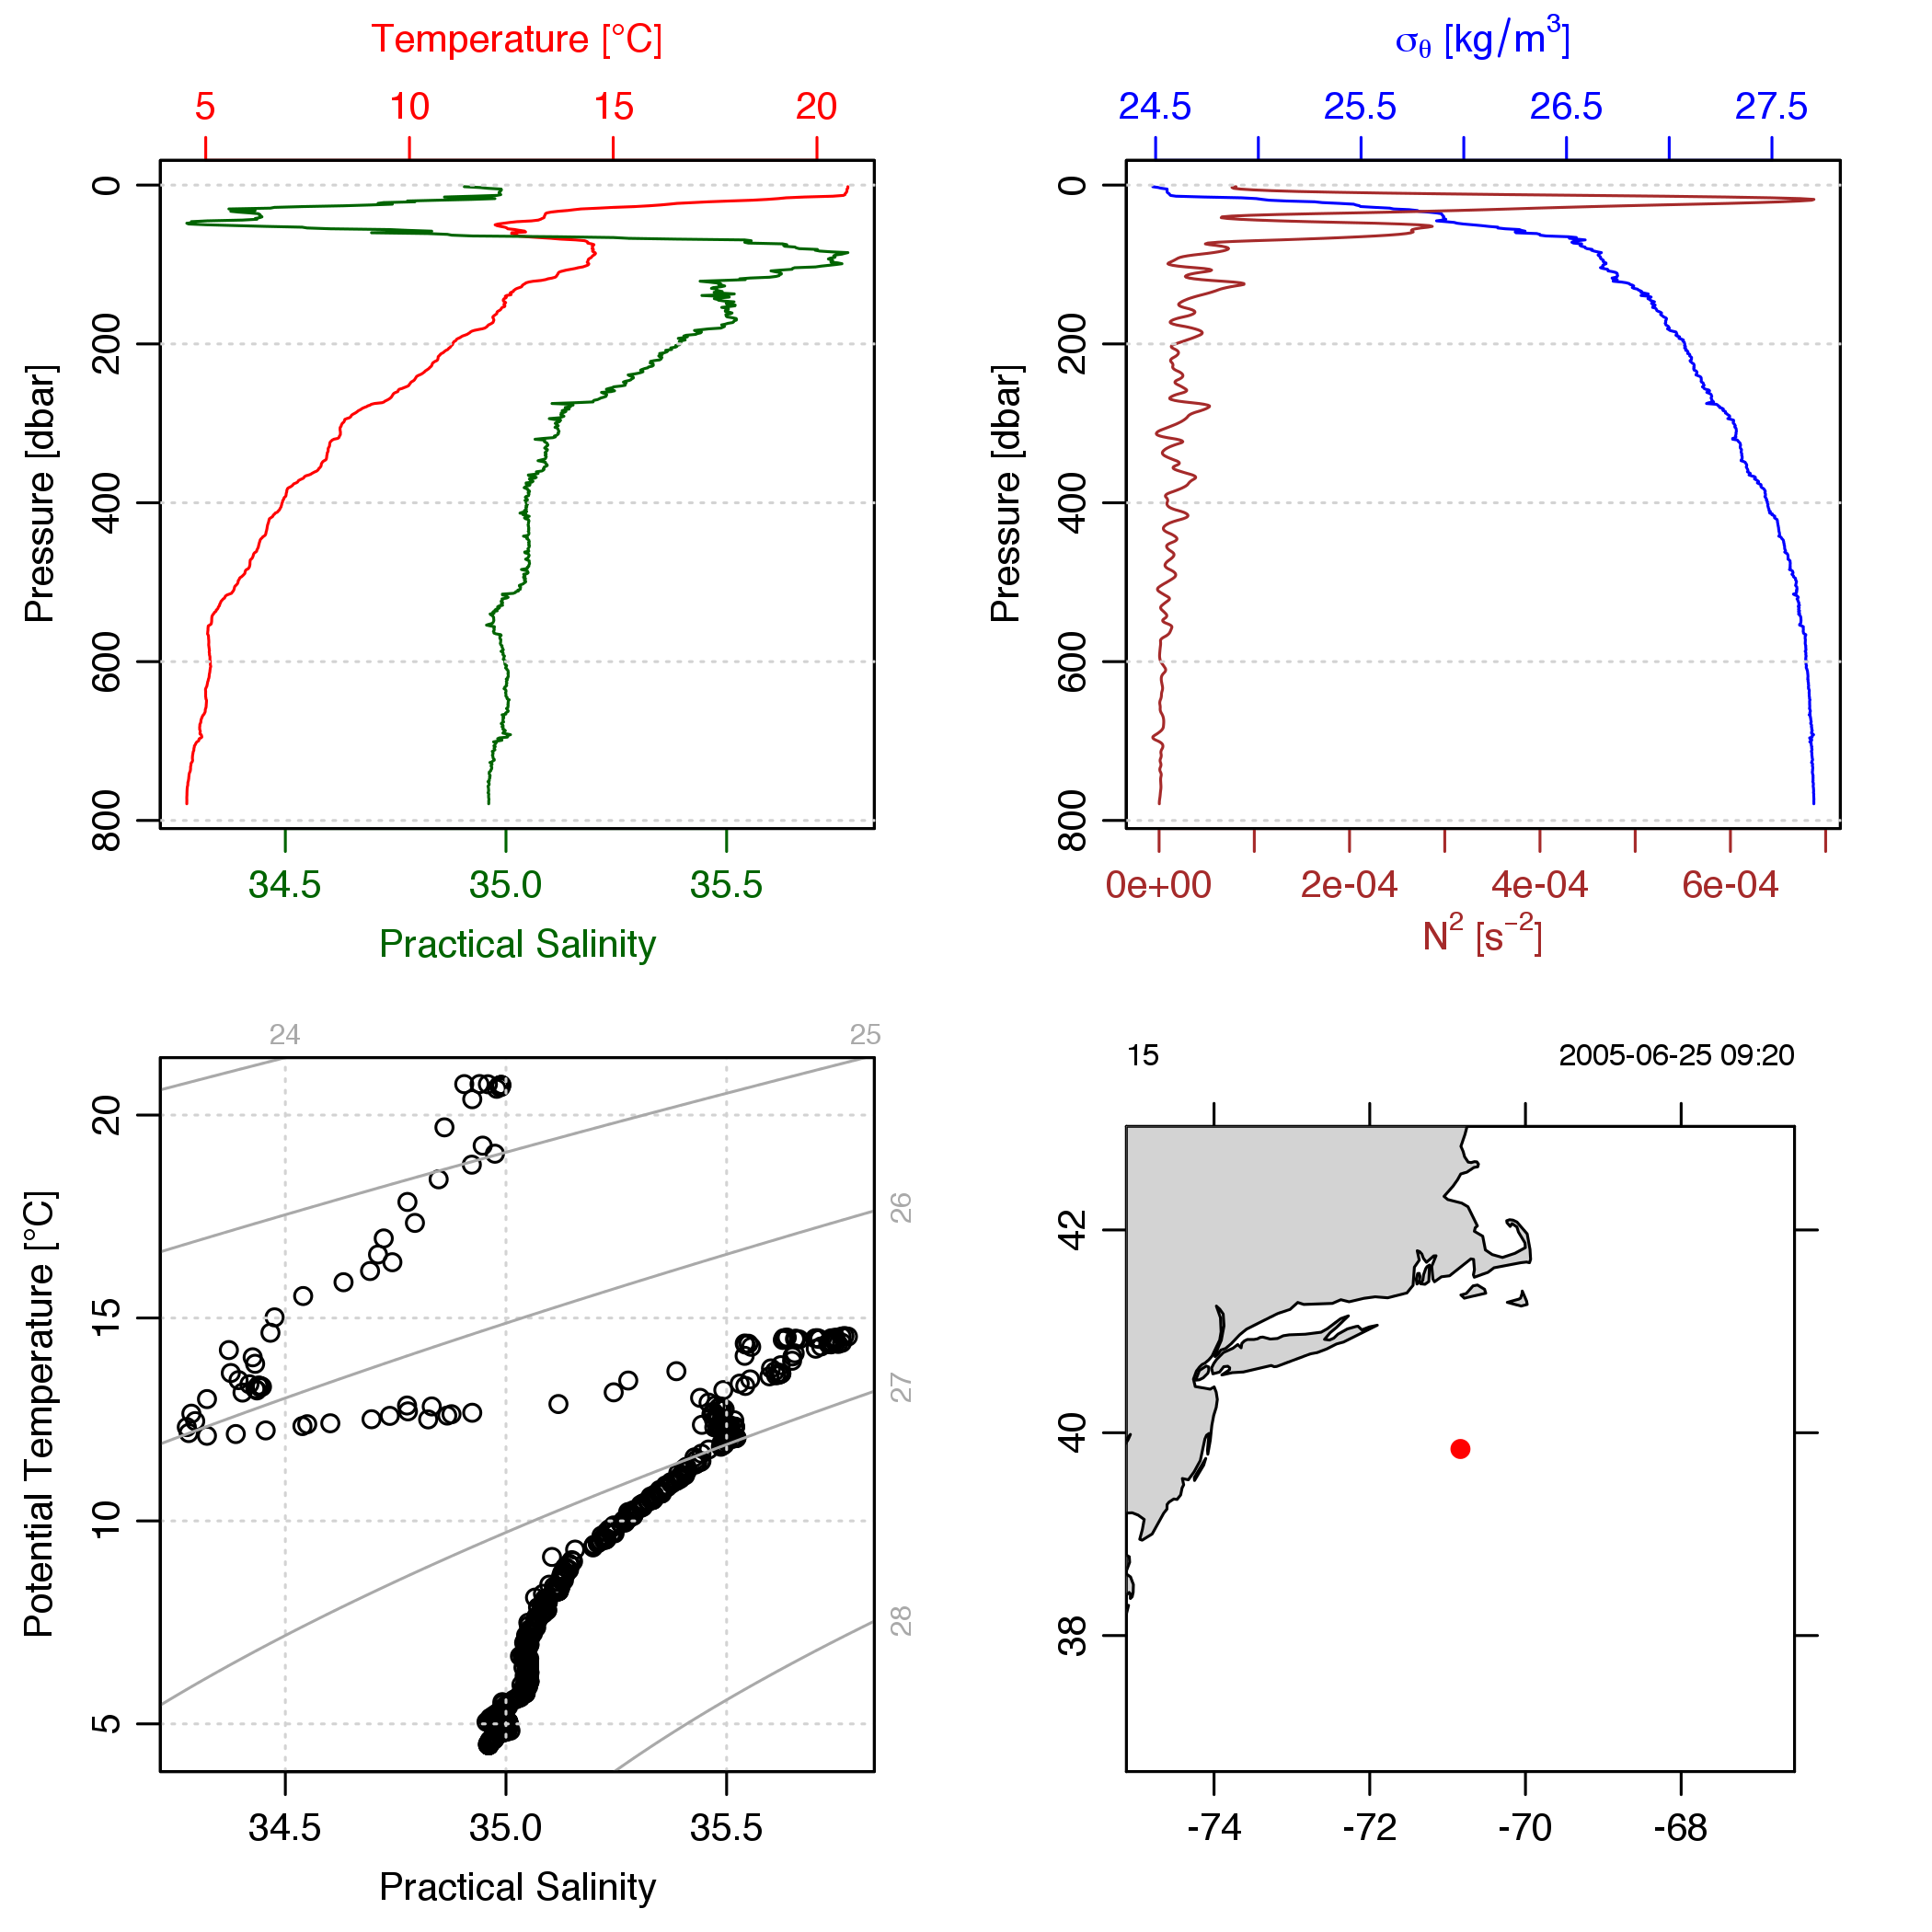 Temperature [°C]
5 10 15 20
0
200
400
600
800
Pressure [dbar]
34.5 35.0 35.5
Practical Salinity
σθ [kg/m³]
24.5 25.5 26.5 27.5
0
200
400
600
800
Pressure [dbar]
0e+00 2e-04 4e-04 6e-04
N² [s⁻²]
24 25
26
27
28
20
15
10
5
Potential Temperature [°C]
34.5 35.0 35.5
Practical Salinity
15 2005-06-25 09:20
42
40
38
-74 -72 -70 -68